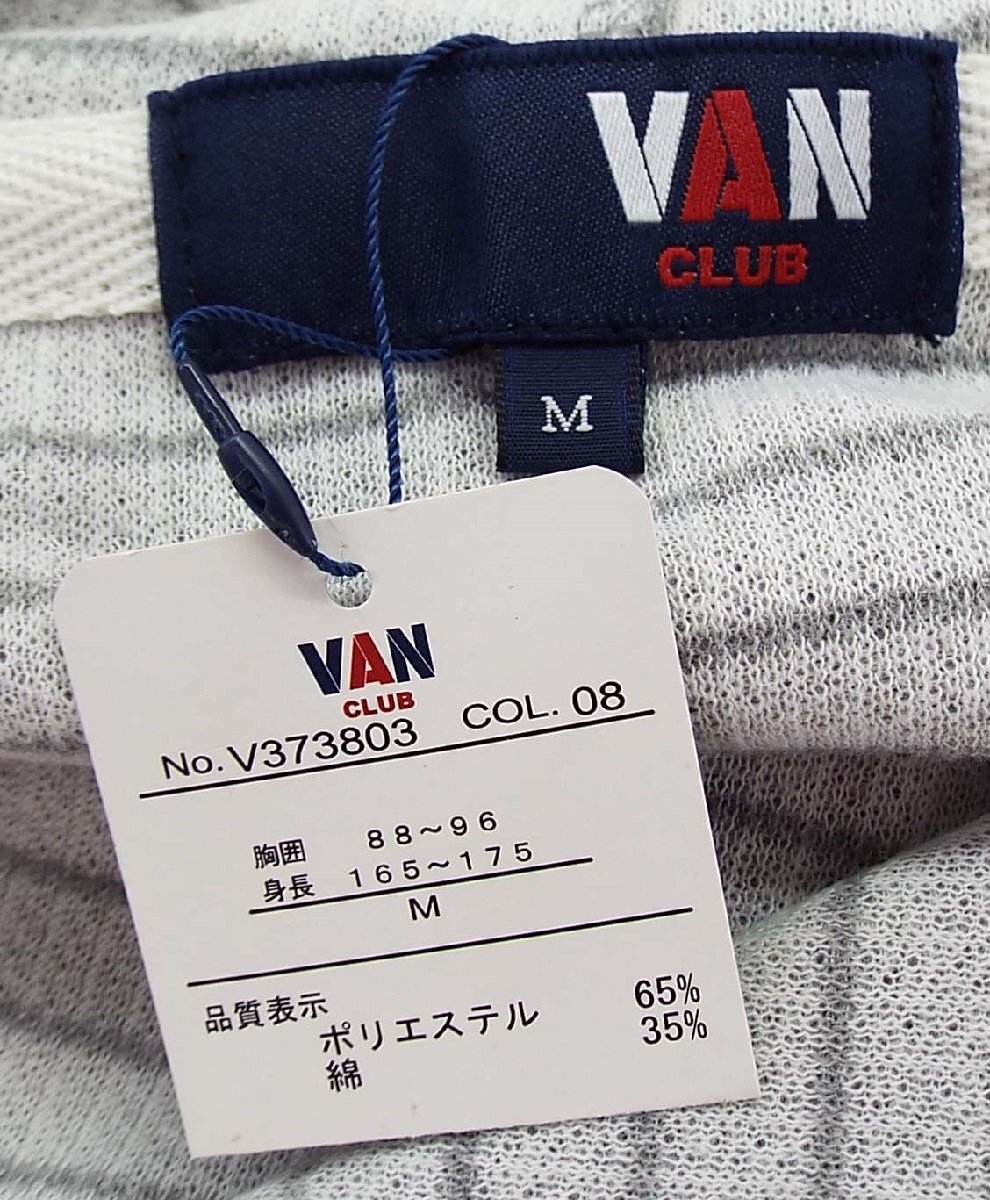 VAN
CLUB
M
VAN
CLUB
No.V373803 COL. 08
胸囲 88～96
身長 165～175
M
品質表示
ポリエステル 65%
綿 35%